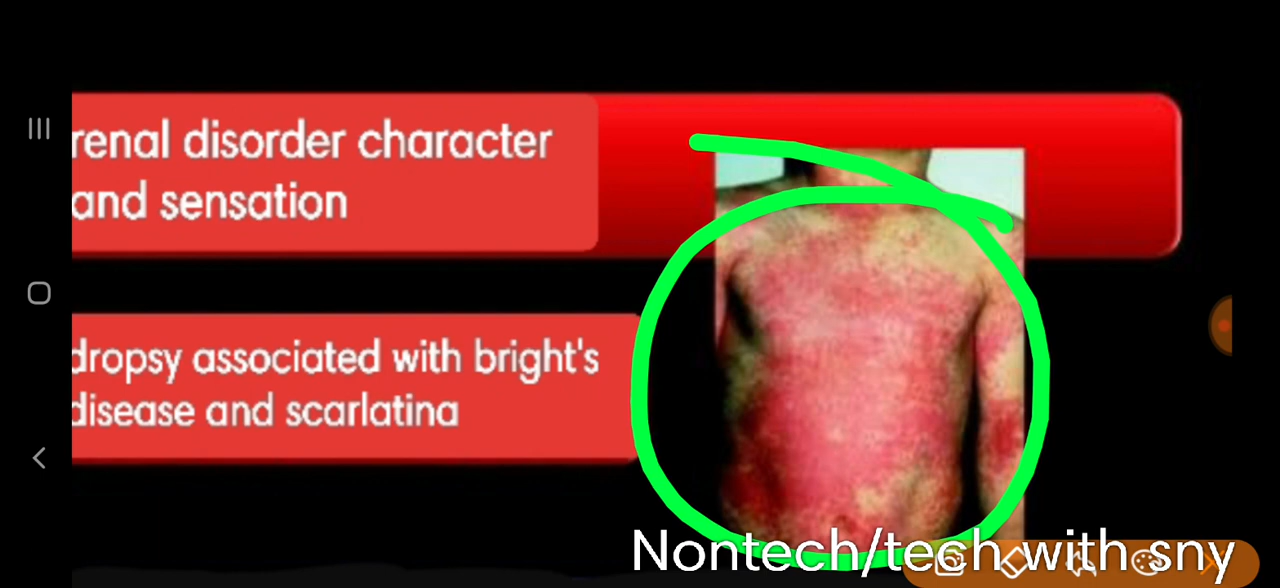 renal disorder character
and sensation
dropsy associated with bright's
disease and scarlatina
Nontech/tech with sny